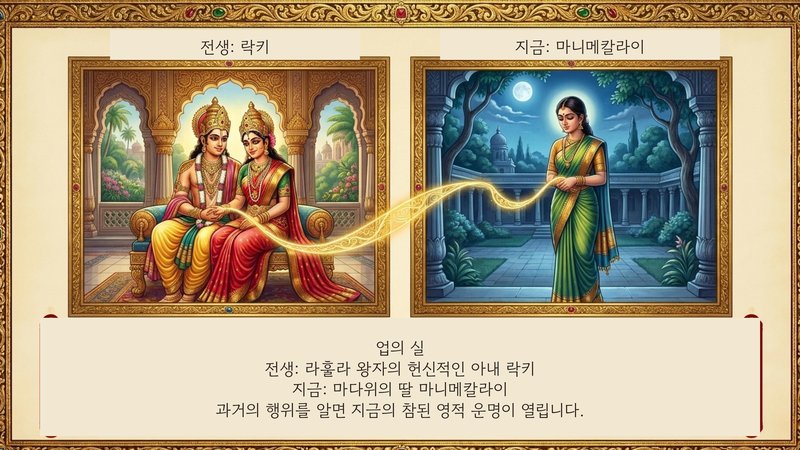 전생: 락키
지금: 마니메칼라이
업의 실
전생: 라훌라 왕자의 헌신적인 아내 락키
지금: 마다위의 딸 마니메칼라이
과거의 행위를 알면 지금의 참된 영적 운명이 열립니다.